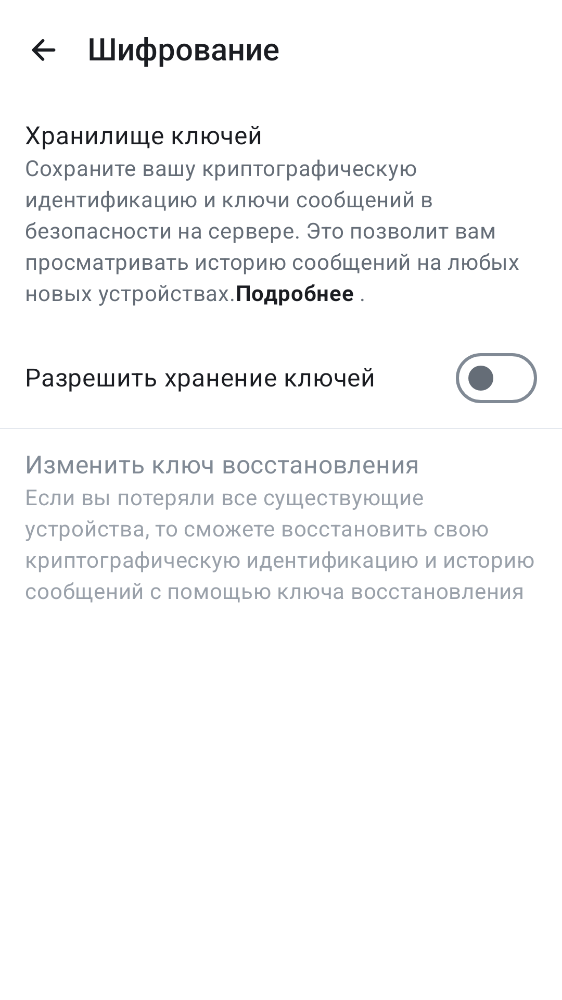 Шифрование
Хранилище ключей
Сохраните вашу криптографическую
идентификацию и ключи сообщений в
безопасности на сервере. Это позволит вам
просматривать историю сообщений на любых
новых устройствах.Подробнее .
Разрешить хранение ключей
Изменить ключ восстановления
Если вы потеряли все существующие
устройства, то сможете восстановить свою
криптографическую идентификацию и историю
сообщений с помощью ключа восстановления